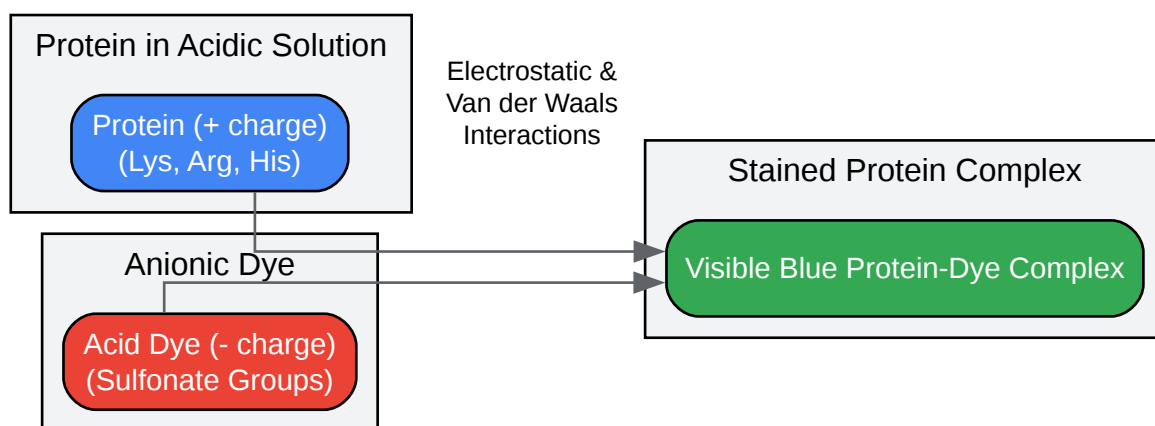 Protein in Acidic Solution
Protein (+ charge)
(Lys, Arg, His)
Electrostatic &
Van der Waals
Interactions
Anionic Dye
Acid Dye (- charge)
(Sulfonate Groups)
Stained Protein Complex
Visible Blue Protein-Dye Complex